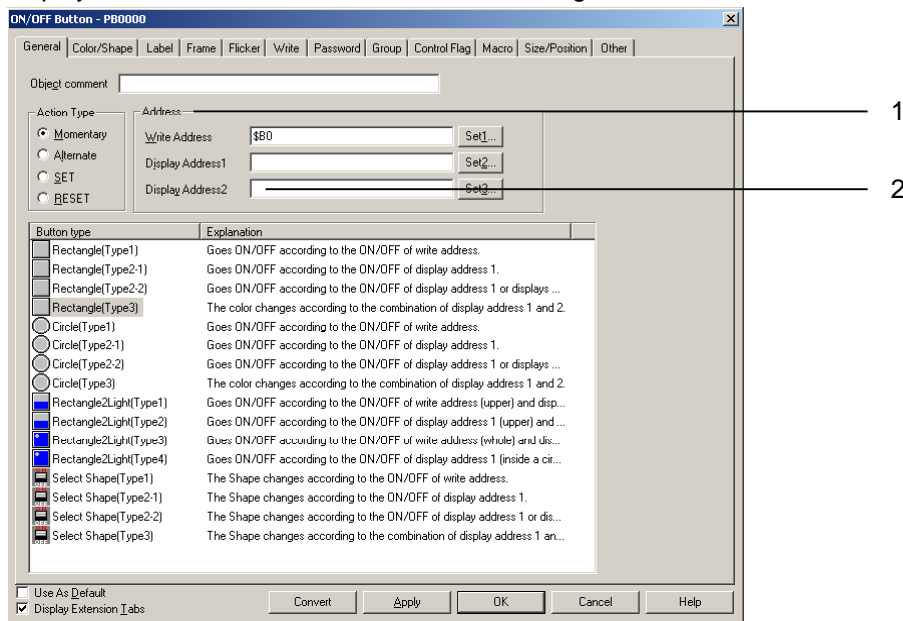 ON/OFF Button - PB0000
General Color/Shape Label Frame Flicker Write Password Group Control Flag Macro Size/Position Other
Object comment
Action Type Address 1
Momentary Write Address $B0 Set1...
Alternate Display Address1 Set2...
SET Display Address2 Set3... 2
RESET
Button type Explanation
Rectangle(Type1) Goes ON/OFF according to the ON/OFF of write address.
Rectangle(Type2-1) Goes ON/OFF according to the ON/OFF of display address 1.
Rectangle(Type2-2) Goes ON/OFF according to the ON/OFF of display address 1 or displays ...
Rectangle(Type3) The color changes according to the combination of display address 1 and 2.
Circle(Type1) Goes ON/OFF according to the ON/OFF of write address.
Circle(Type2-1) Goes ON/OFF according to the ON/OFF of display address 1.
Circle(Type2-2) Goes ON/OFF according to the ON/OFF of display address 1 or displays ...
Circle(Type3) The color changes according to the combination of display address 1 and 2.
Rectangle2Light(Type1) Goes ON/OFF according to the ON/OFF of write address (upper) and disp...
Rectangle2Light(Type2) Goes ON/OFF according to the ON/OFF of display address 1 (upper) and ...
Rectangle2Light(Type3) Goes ON/OFF according to the ON/OFF of write address (whole) and dis...
Rectangle2Light(Type4) Goes ON/OFF according to the ON/OFF of display address 1 (inside a cir...
Select Shape(Type1) The Shape changes according to the ON/OFF of write address.
Select Shape(Type2-1) The Shape changes according to the ON/OFF of display address 1.
Select Shape(Type2-2) The Shape changes according to the ON/OFF of display address 1 or dis...
Select Shape(Type3) The Shape changes according to the combination of display address 1 an...
Use As Default
Display Extension Tabs Convert Apply OK Cancel Help